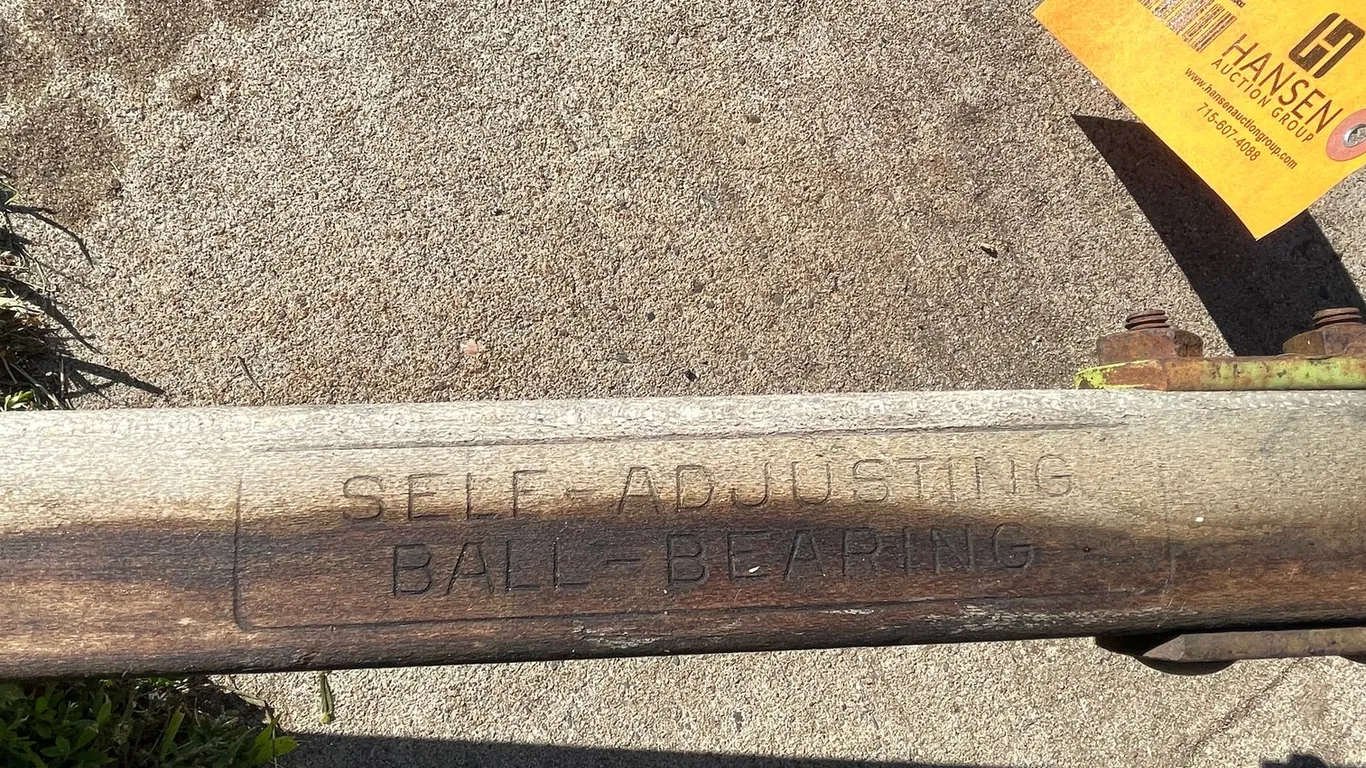 HANSEN
AUCTION GROUP
www.hansenauctiongroup.com
715-607-4088
SELF-ADJUSTING
BALL-BEARING